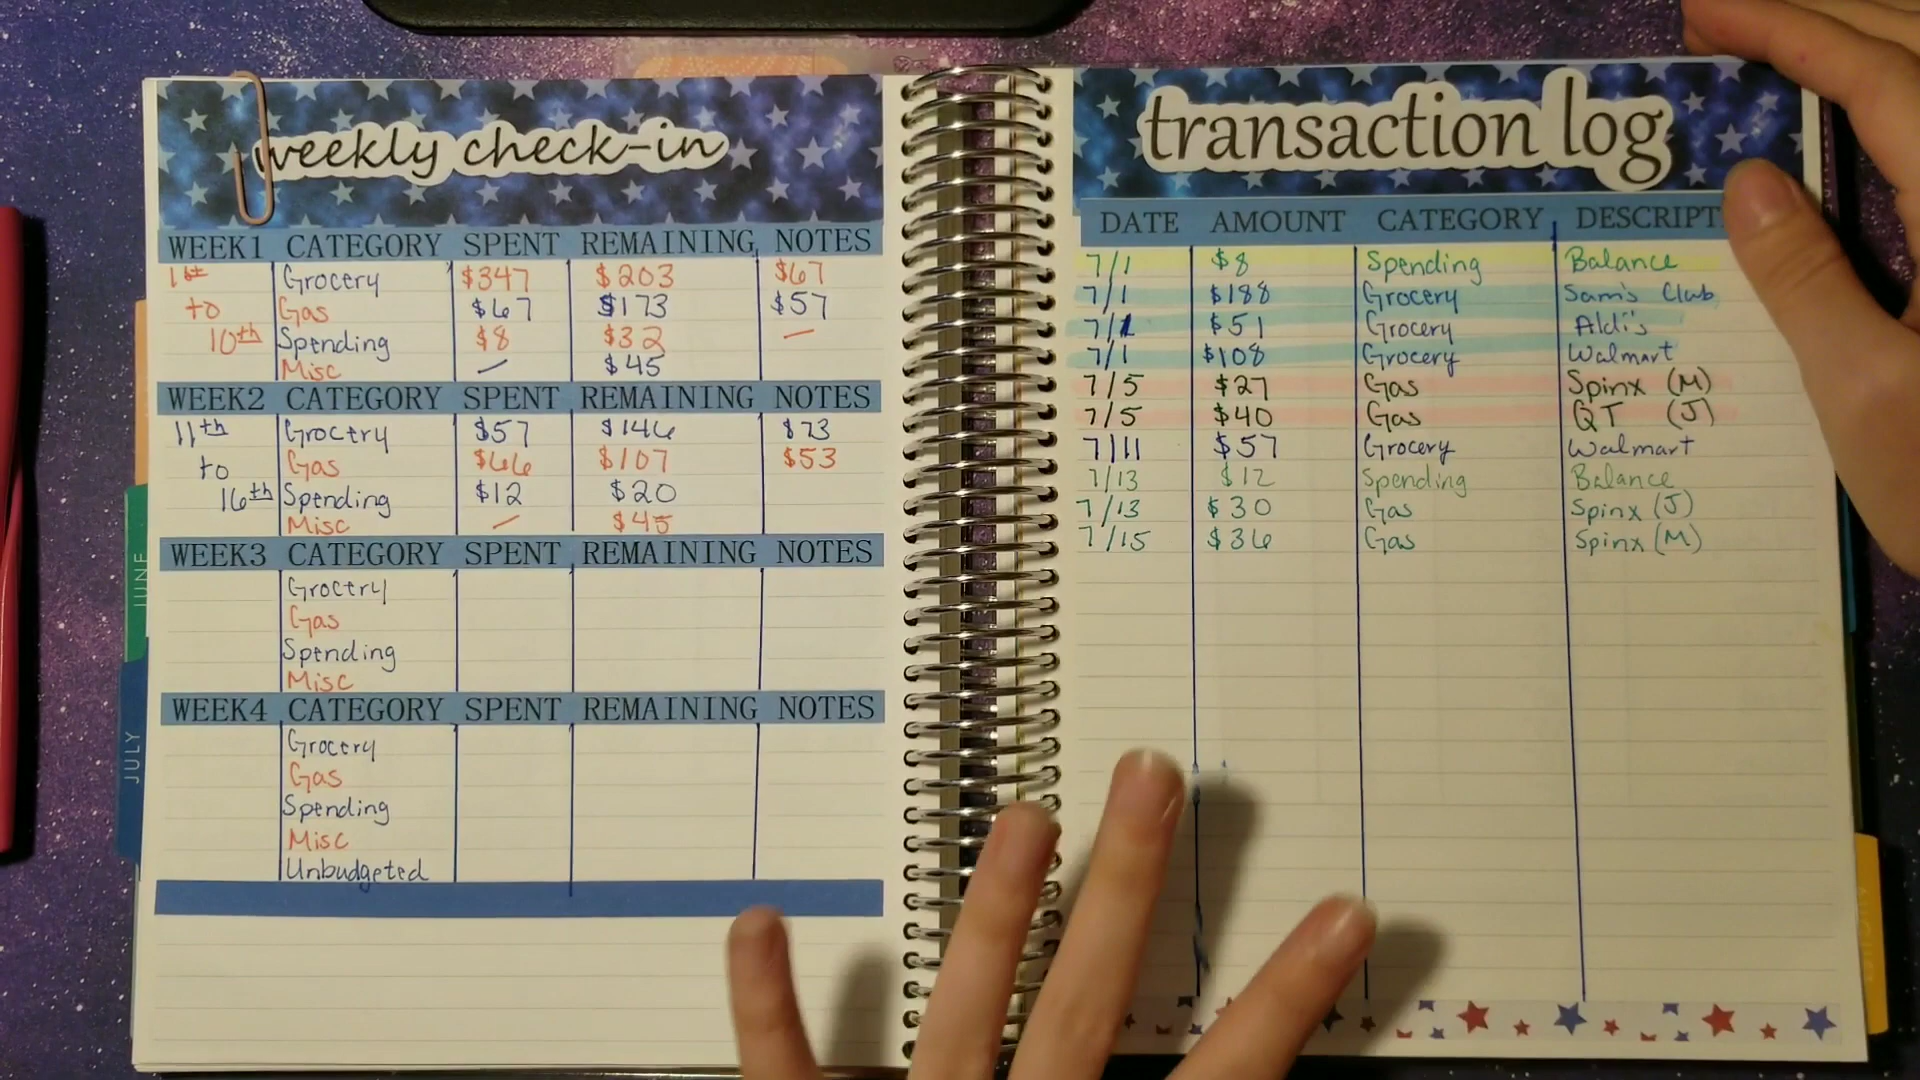 weekly check-in
WEEK1 CATEGORY SPENT REMAINING NOTES
1st Grocery $347 $203 $67
to Gas $67 $173 $57
10th Spending $8 $32 —
Misc — $45
WEEK2 CATEGORY SPENT REMAINING NOTES
11th Grocery $57 $146 $73
to Gas $66 $107 $53
16th Spending $12 $20
Misc — $45
WEEK3 CATEGORY SPENT REMAINING NOTES
Grocery
Gas
Spending
Misc
WEEK4 CATEGORY SPENT REMAINING NOTES
Grocery
Gas
Spending
Misc
Unbudgeted
JUNE
JULY
transaction log
DATE AMOUNT CATEGORY DESCRIPT
7/1 $8 Spending Balance
7/1 $188 Grocery Sam's Club
7/1 $51 Grocery Aldi's
7/1 $108 Grocery Walmart
7/5 $27 Gas Spinx (M)
7/5 $40 Gas QT (J)
7/11 $57 Grocery Walmart
7/13 $12 Spending Balance
7/13 $30 Gas Spinx (J)
7/15 $36 Gas Spinx (M)